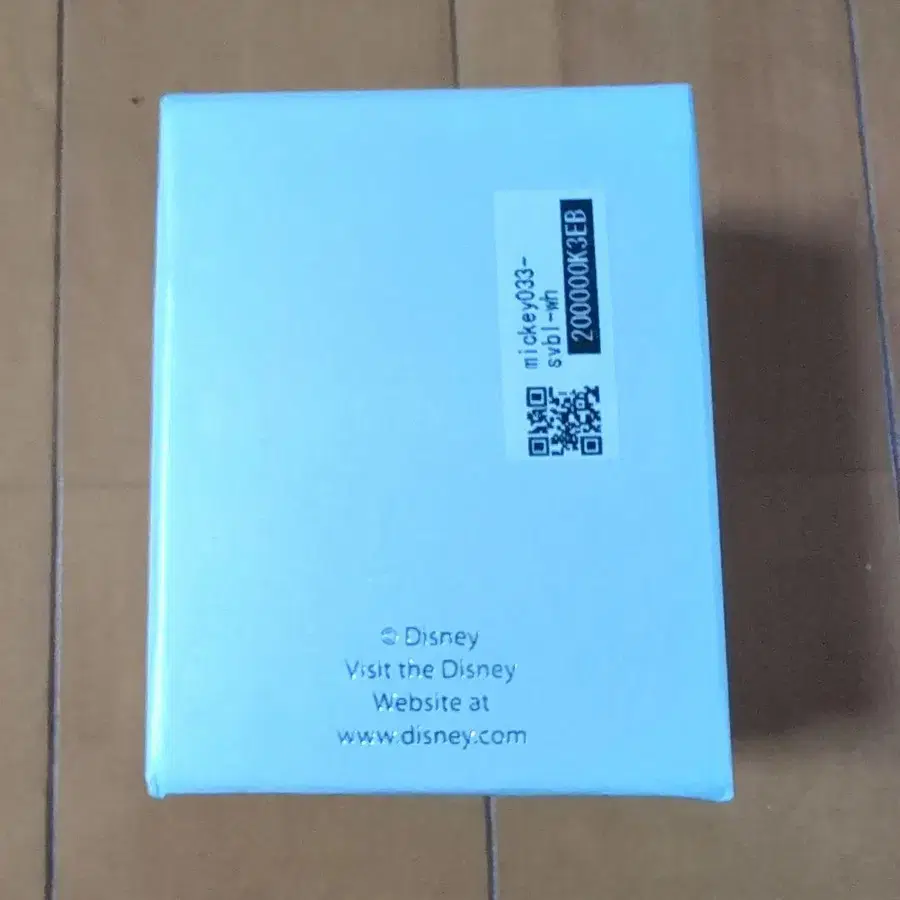 mickey033-
svbl-wh
200000K3EB
© Disney
Visit the Disney
Website at
www.disney.com